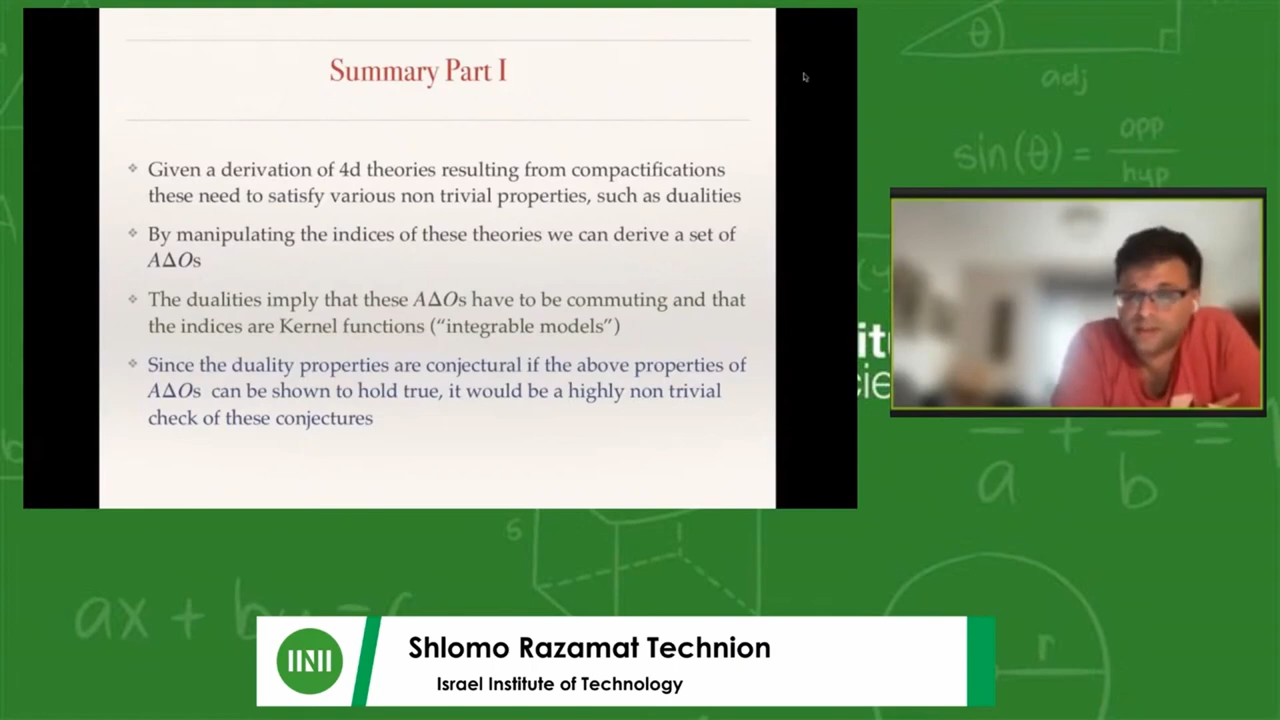 Summary Part I
❖ Given a derivation of 4d theories resulting from compactifications
these need to satisfy various non trivial properties, such as dualities
❖ By manipulating the indices of these theories we can derive a set of
AΔOs
❖ The dualities imply that these AΔOs have to be commuting and that
the indices are Kernel functions (“integrable models”)
❖ Since the duality properties are conjectural if the above properties of
AΔOs can be shown to hold true, it would be a highly non trivial
check of these conjectures
θ
adj
sin(θ) = opp
hyp
a + b =
s
ax + b
r
Shlomo Razamat Technion
Israel Institute of Technology